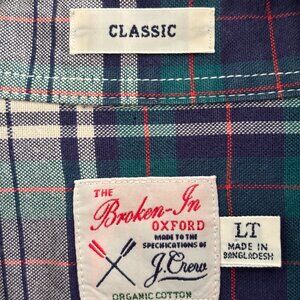 CLASSIC
THE
Broken-In
OXFORD
MADE TO THE
SPECIFICATIONS OF
J.Crew
ORGANIC COTTON
LT
MADE IN
BANGLADESH